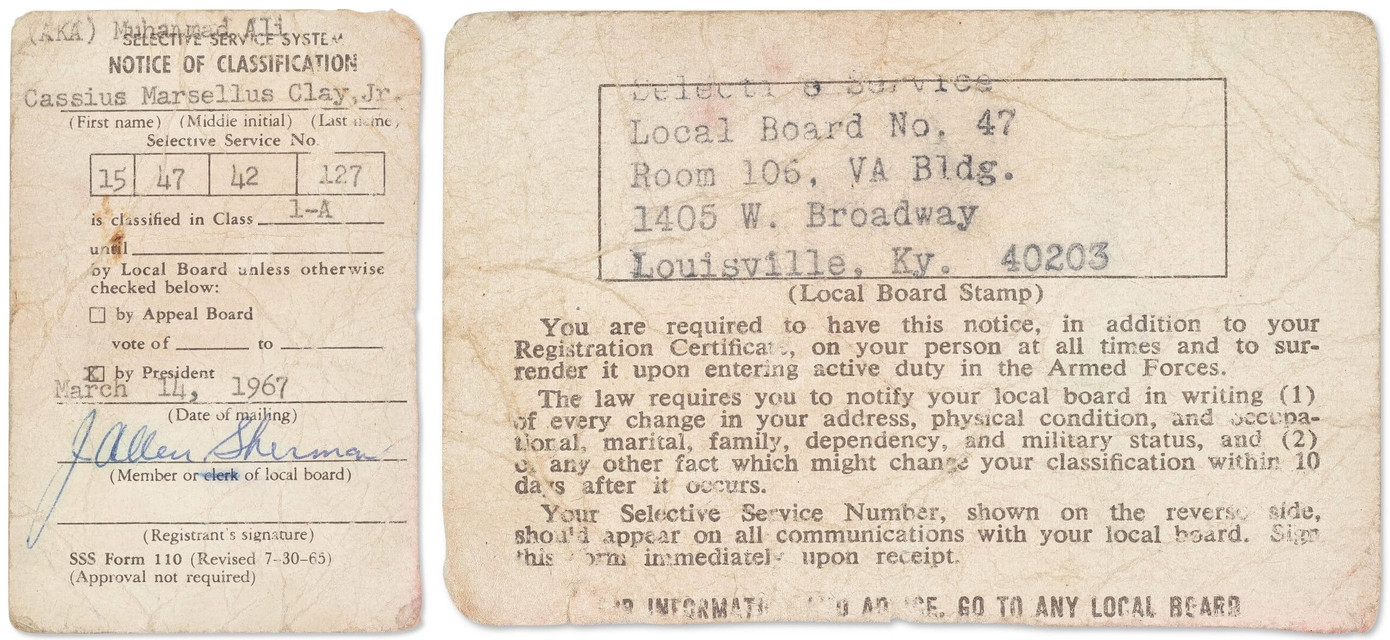 (AKA) Muhammad Ali
SELECTIVE SERVICE SYSTEM
NOTICE OF CLASSIFICATION
Cassius Marsellus Clay,Jr.
(First name) (Middle initial) (Last name)
Selective Service No.
15 47 42 127
is classified in Class 1-A
until
by Local Board unless otherwise
checked below:
☐ by Appeal Board
vote of to
☒ by President
March 14, 1967
(Date of mailing)
J Allen Sherman
(Member or clerk of local board)
(Registrant's signature)
SSS Form 110 (Revised 7-30-65)
(Approval not required)
Selective Service
Local Board No. 47
Room 106, VA Bldg.
1405 W. Broadway
Louisville, Ky. 40203
(Local Board Stamp)
You are required to have this notice, in addition to your
Registration Certificate, on your person at all times and to sur-
render it upon entering active duty in the Armed Forces.
The law requires you to notify your local board in writing (1)
of every change in your address, physical condition, and occupa-
tional, marital, family, dependency, and military status, and (2)
of any other fact which might change your classification within 10
days after it occurs.
Your Selective Service Number, shown on the reverse side,
should appear on all communications with your local board. Sign
this form immediately upon receipt.
FOR INFORMATION AND ADVICE, GO TO ANY LOCAL BOARD